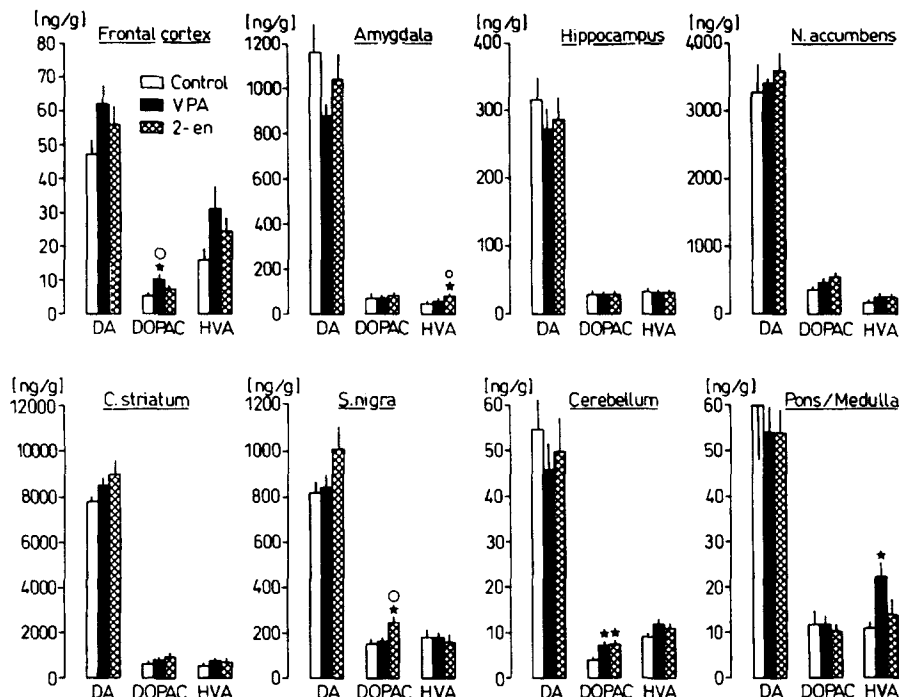 [ng/g] Frontal cortex
80
70
60
50
40
30
20
10
0
Control
VPA
2-en
DA DOPAC HVA
[ng/g] Amygdala
1200
1000
800
600
400
200
0
DA DOPAC HVA
[ng/g] Hippocampus
400
300
200
100
0
DA DOPAC HVA
[ng/g] N. accumbens
4000
3000
2000
1000
0
DA DOPAC HVA
[ng/g] C. striatum
12000
10000
8000
6000
4000
2000
0
DA DOPAC HVA
[ng/g] S. nigra
1200
1000
800
600
400
200
0
DA DOPAC HVA
[ng/g] Cerebellum
60
50
40
30
20
10
0
DA DOPAC HVA
[ng/g] Pons/Medulla
60
50
40
30
20
10
0
DA DOPAC HVA